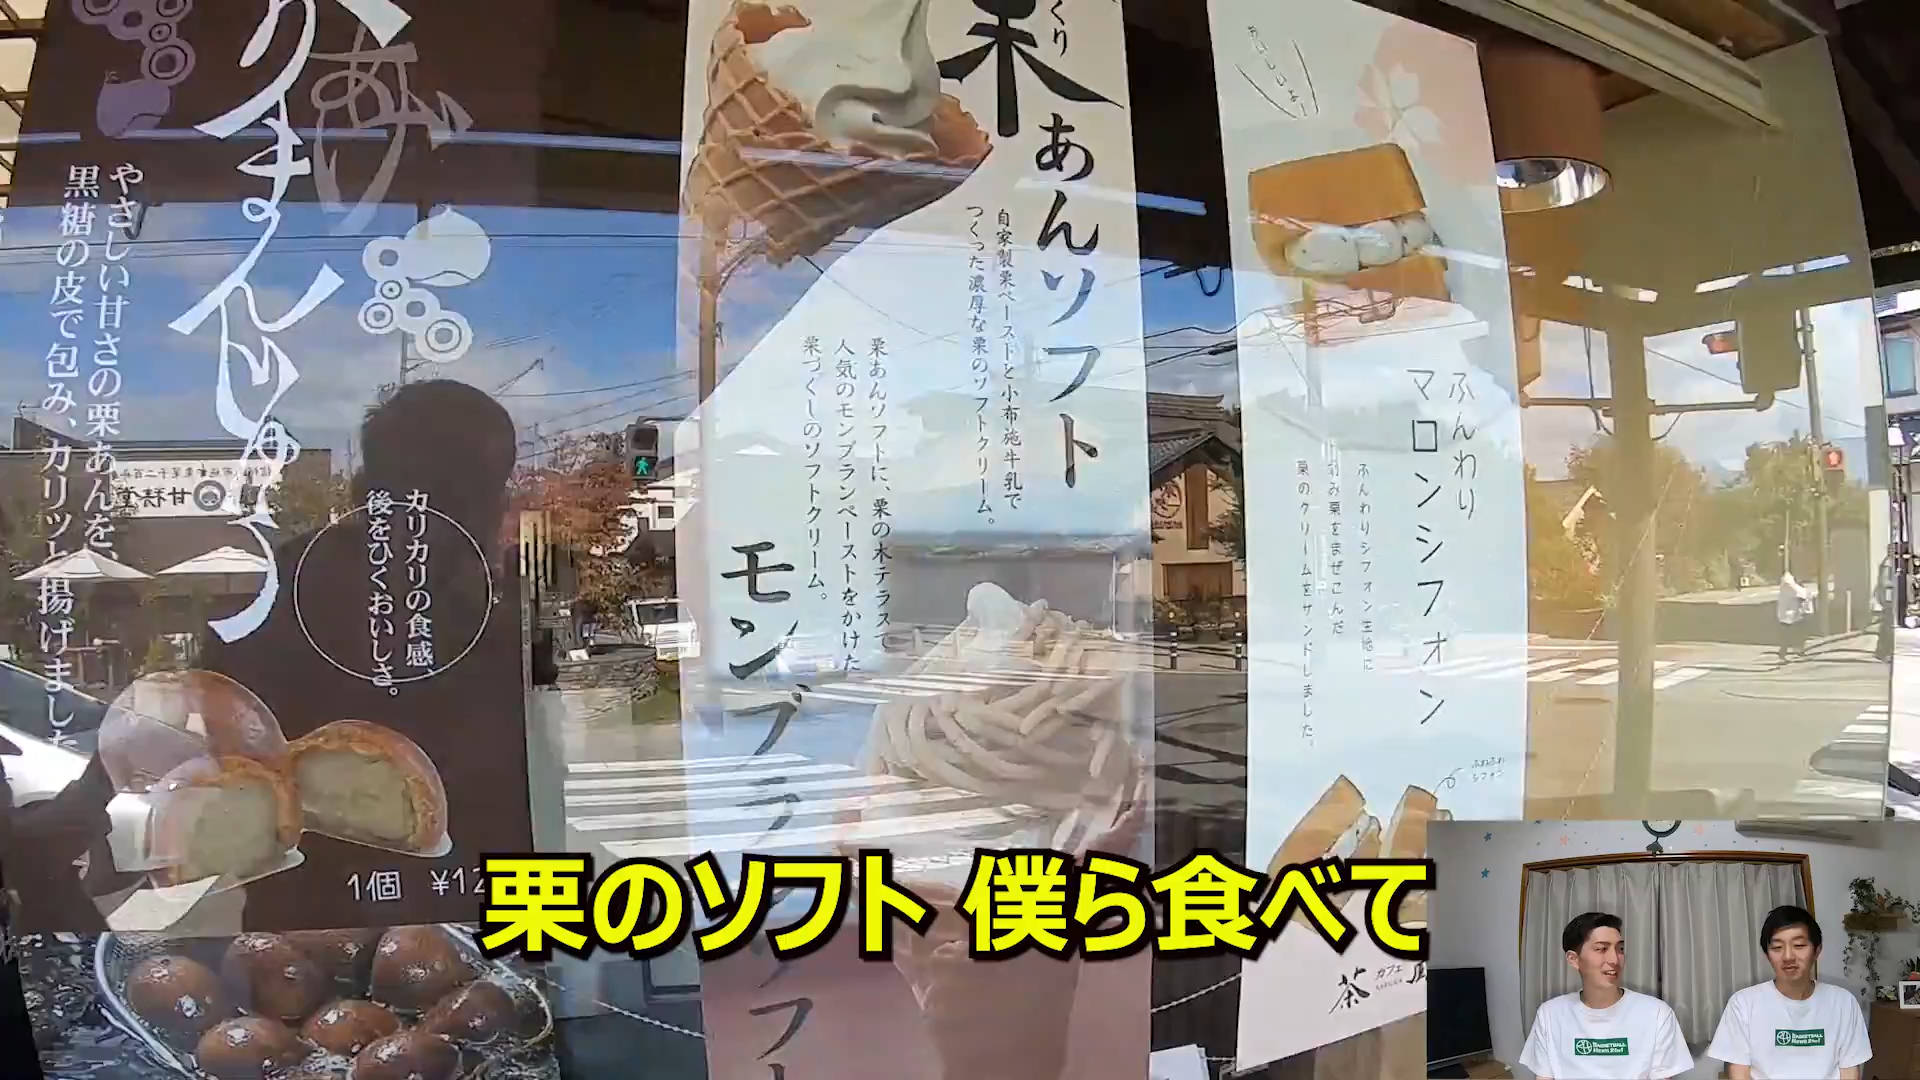 あげ
りまんじゅう
やさしい甘さの栗あんを、
黒糖の皮で包み、カリッと揚げました
カリカリの食感、
後をひくおいしさ。
1個 ¥12
くり
栗あんソフト
自家製栗ペーストと小布施牛乳で
つくった濃厚な栗のソフトクリーム。
モンブランソフト
栗あんソフトに、栗の木テラスで
人気のモンブランペーストをかけた
栗づくしのソフトクリーム。
おいしいよー
ふんわり
マロンシフォン
ふんわりシフォン生地に
刻み栗をまぜこんだ
栗のクリームをサンドしました。
ふわふわ
シフォン
茶
カフェ
栗のソフト 僕ら食べて
BASKETBALL
BASKETBALL